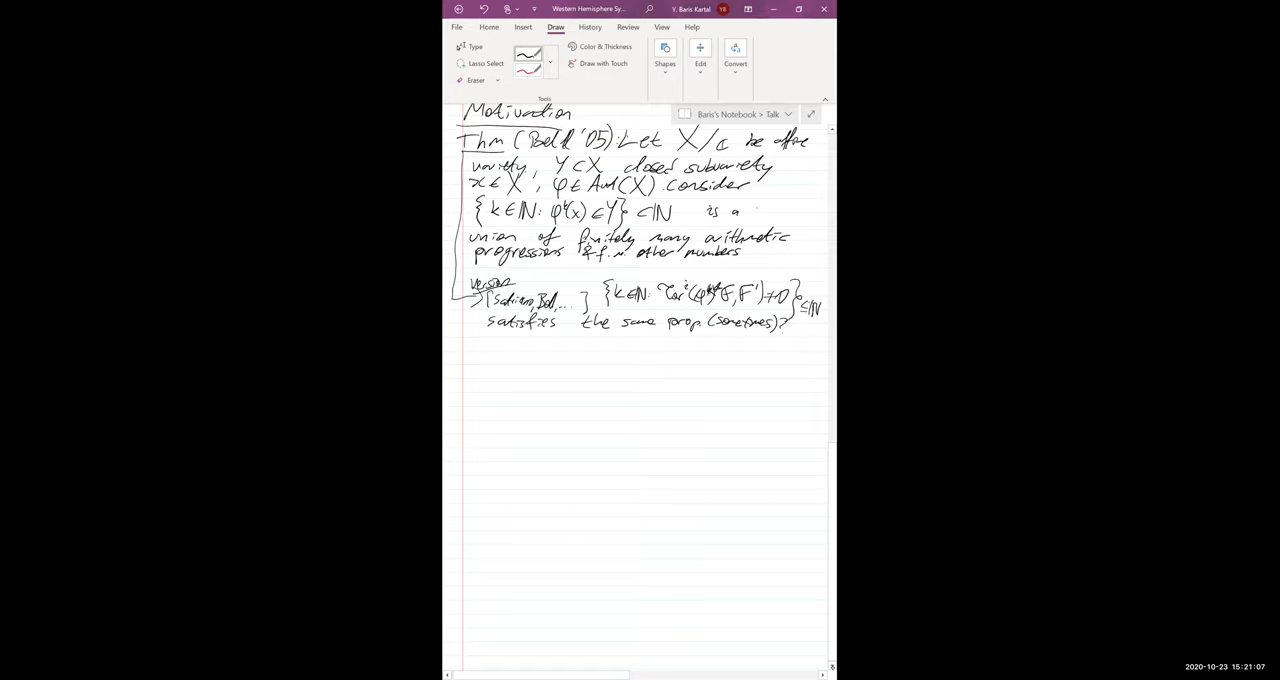 Western Hemisphere Sy...
Y. Baris Kartal
YB
File Home Insert Draw History Review View Help
Type
Lasso Select
Eraser
Color & Thickness
Draw with Touch
Shapes
Edit
Convert
Tools
Baris's Notebook > Talk
Motivation
Thm (Bell '05): Let X/ℂ be affine
variety, Y⊂X closed subvariety
x∈X, φ∈Aut(X). Consider
{k∈ℕ: φᵏ(x)∈Y} ⊂ℕ is a
union of finitely many arithmetic
progressions & f.m. other numbers
version
[Satriano, Bell, ...] {k∈ℕ: Torⁱ((φᵏ)*F, F') ≠ 0} ⊆ℕ
satisfies the same prop. (sometimes)?
2020-10-23 15:21:07